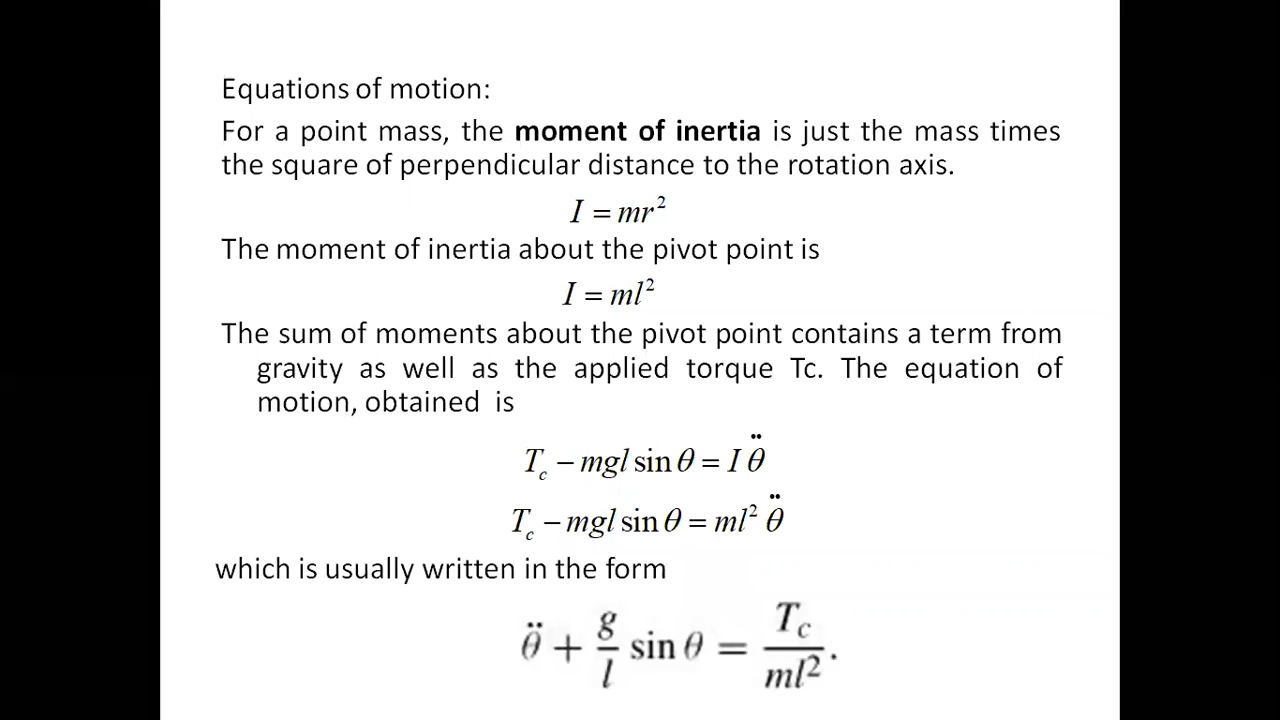 Equations of motion:
For a point mass, the moment of inertia is just the mass times
the square of perpendicular distance to the rotation axis.
I = mr²
The moment of inertia about the pivot point is
I = ml²
The sum of moments about the pivot point contains a term from
gravity as well as the applied torque Tc. The equation of
motion, obtained is
T_c − mgl sin θ = I θ̈
T_c − mgl sin θ = ml² θ̈
which is usually written in the form
θ̈ + g/l sin θ = T_c/ml².